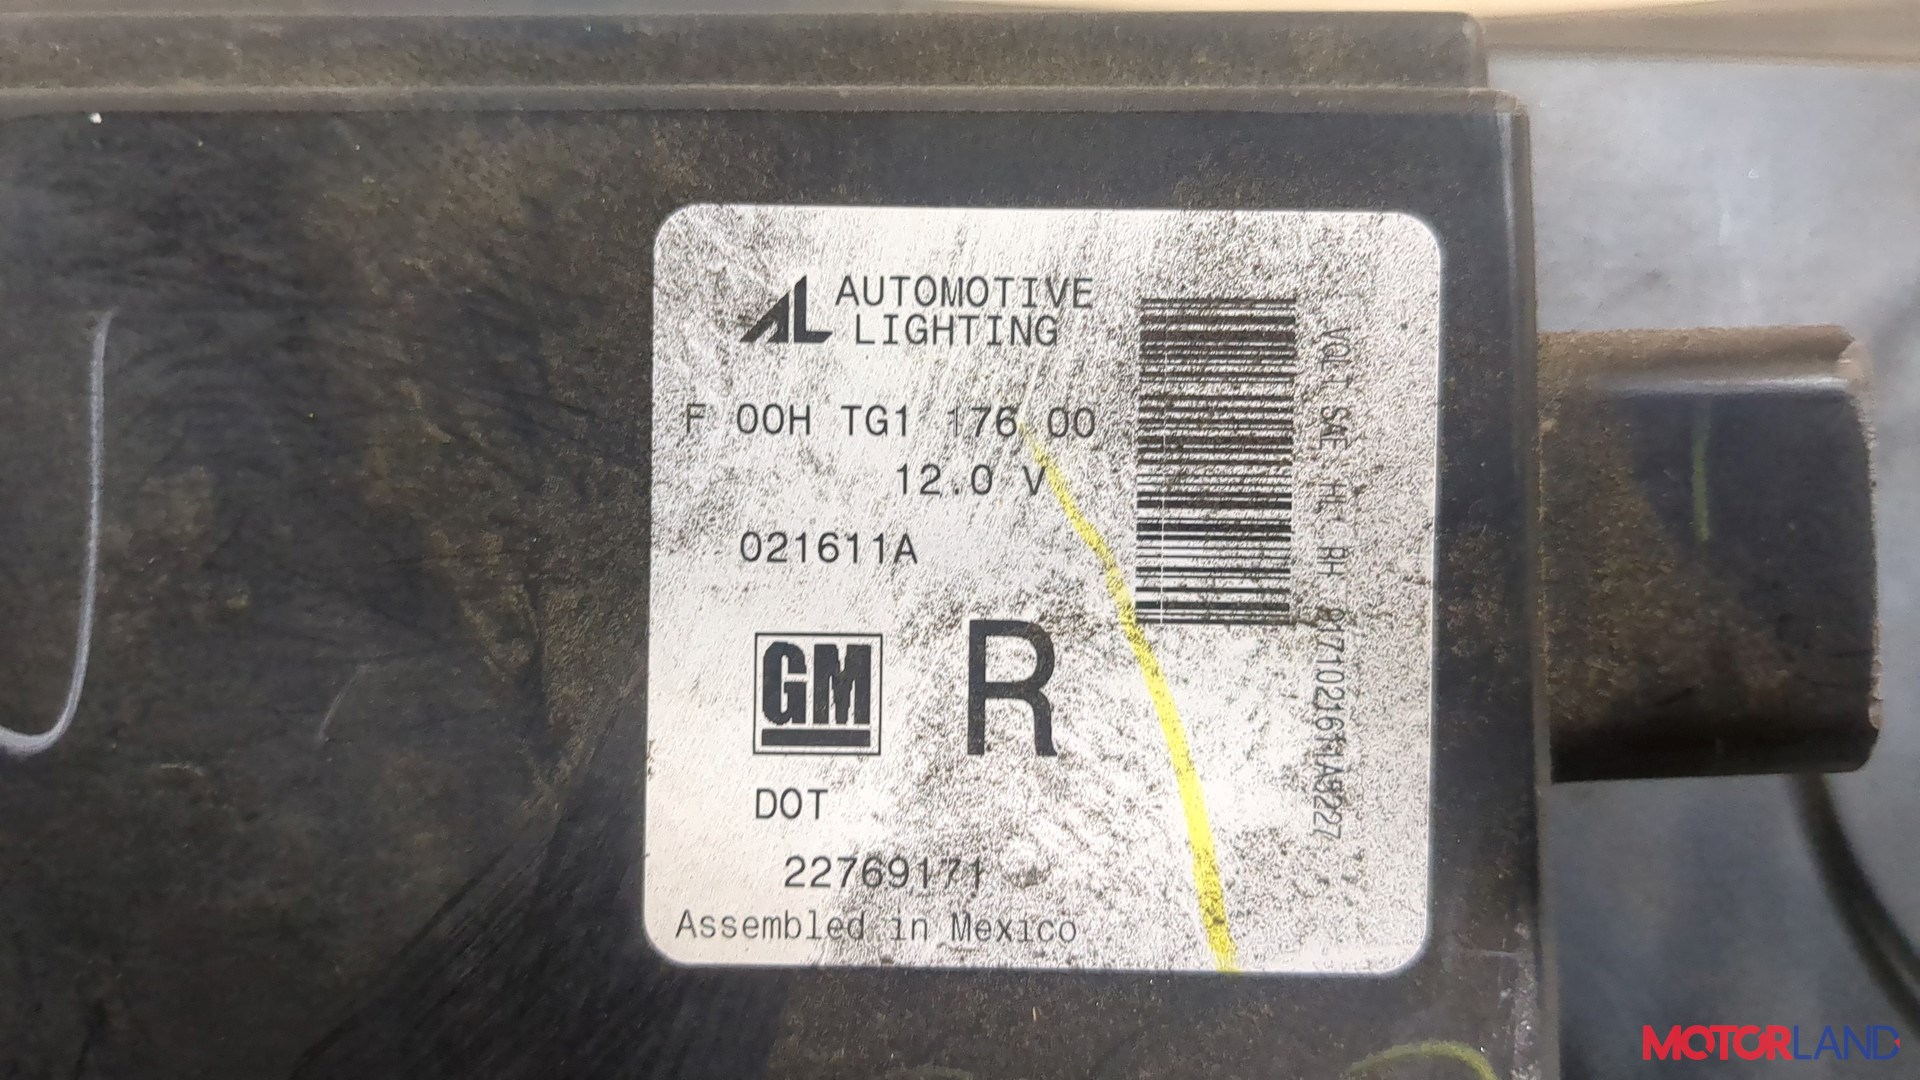 AL AUTOMOTIVE
LIGHTING
F 00H TG1 176 00
12.0 V
021611A
GM R
DOT
22769171
Assembled in Mexico
VOLT SAE HL RH
MOTORLAND